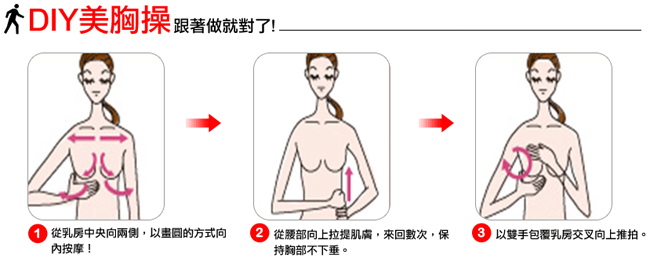 DIY美胸操 跟著做就對了!
1 從乳房中央向兩側,以畫圓的方式向
內按摩!
2 從腰部向上拉提肌膚,來回數次,保
持胸部不下垂。
3 以雙手包覆乳房交叉向上推拍。